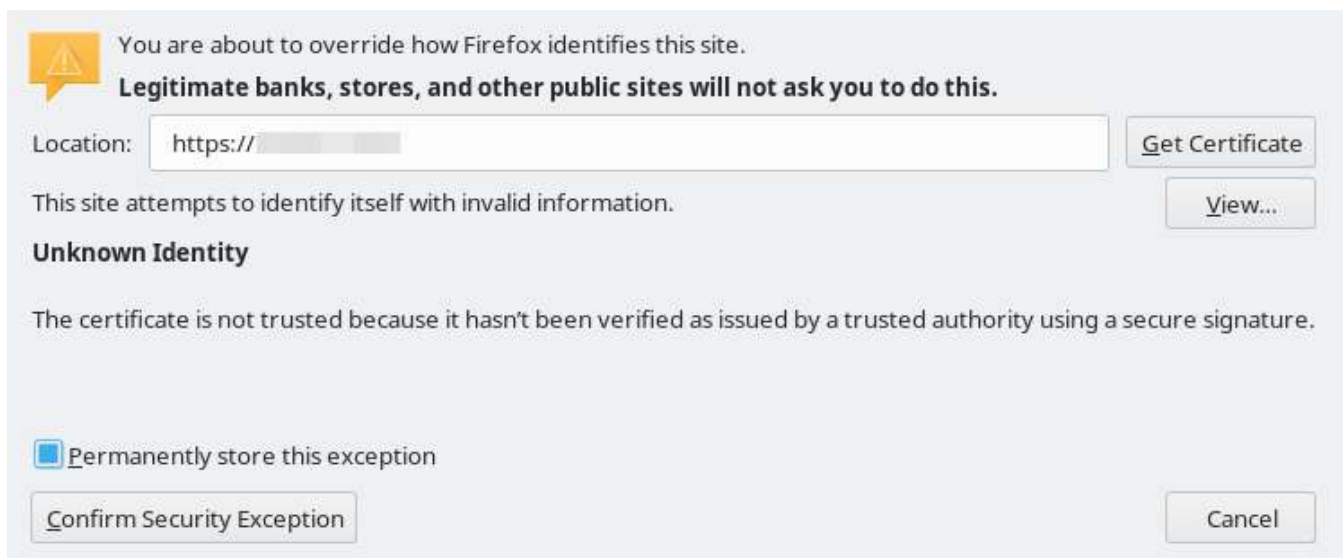 You are about to override how Firefox identifies this site.
Legitimate banks, stores, and other public sites will not ask you to do this.
Location: https:// Get Certificate
This site attempts to identify itself with invalid information. View...
Unknown Identity
The certificate is not trusted because it hasn't been verified as issued by a trusted authority using a secure signature.
Permanently store this exception
Confirm Security Exception Cancel